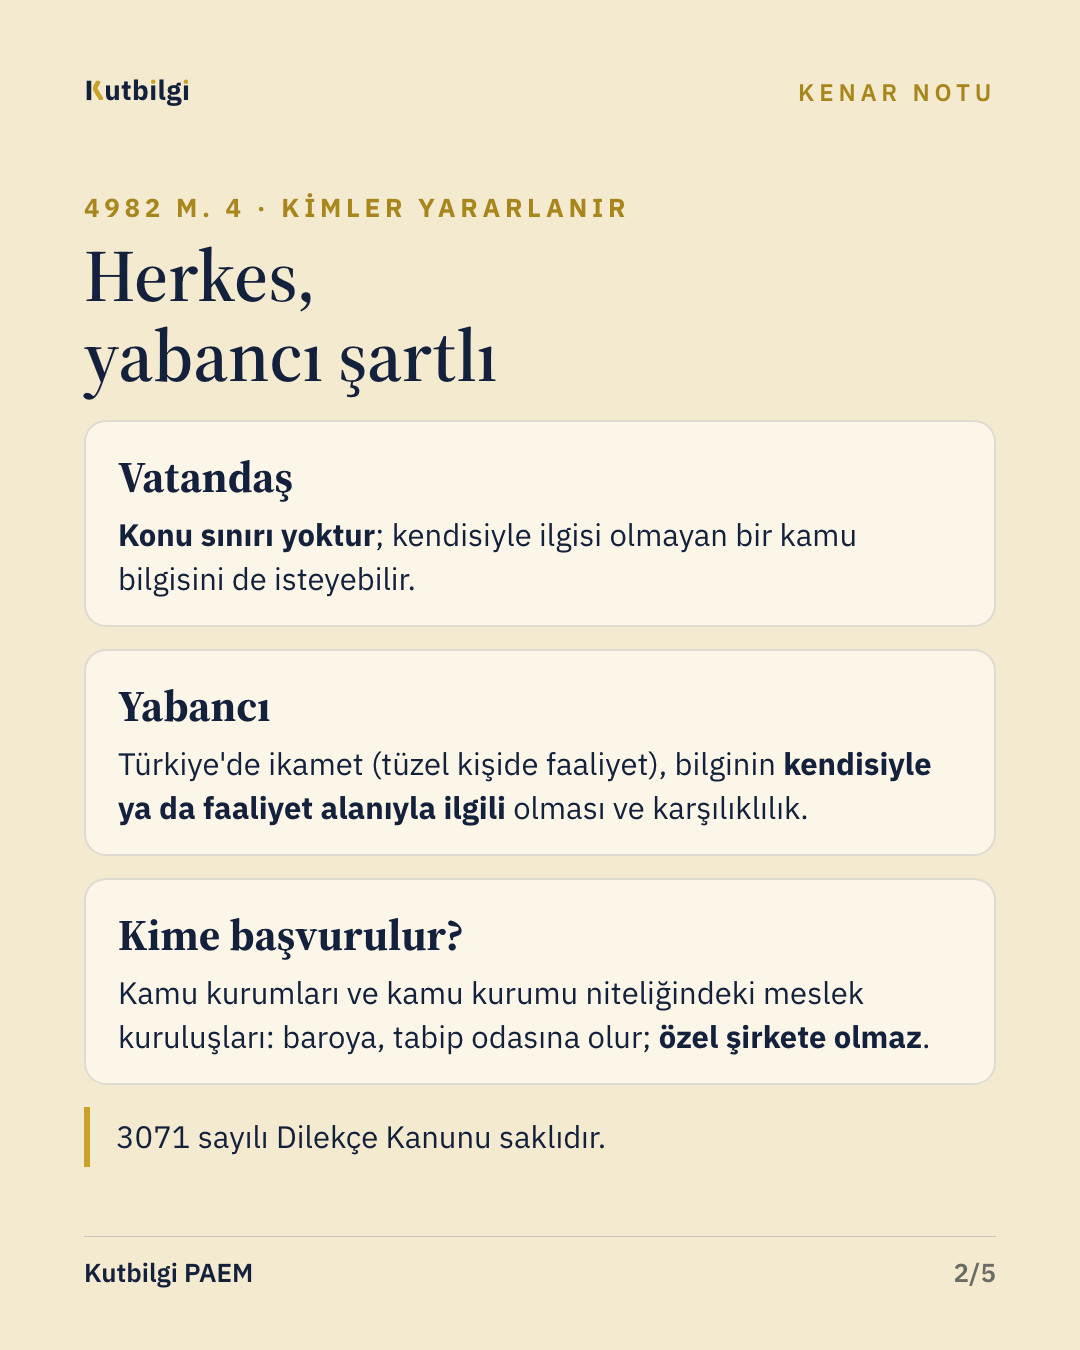 Kutbilgi
KENAR NOTU
4982 M. 4 · KİMLER YARARLANIR
Herkes,
yabancı şartlı
Vatandaş
Konu sınırı yoktur; kendisiyle ilgisi olmayan bir kamu
bilgisini de isteyebilir.
Yabancı
Türkiye'de ikamet (tüzel kişide faaliyet), bilginin kendisiyle
ya da faaliyet alanıyla ilgili olması ve karşılıklılık.
Kime başvurulur?
Kamu kurumları ve kamu kurumu niteliğindeki meslek
kuruluşları: baroya, tabip odasına olur; özel şirkete olmaz.
3071 sayılı Dilekçe Kanunu saklıdır.
Kutbilgi PAEM
2/5